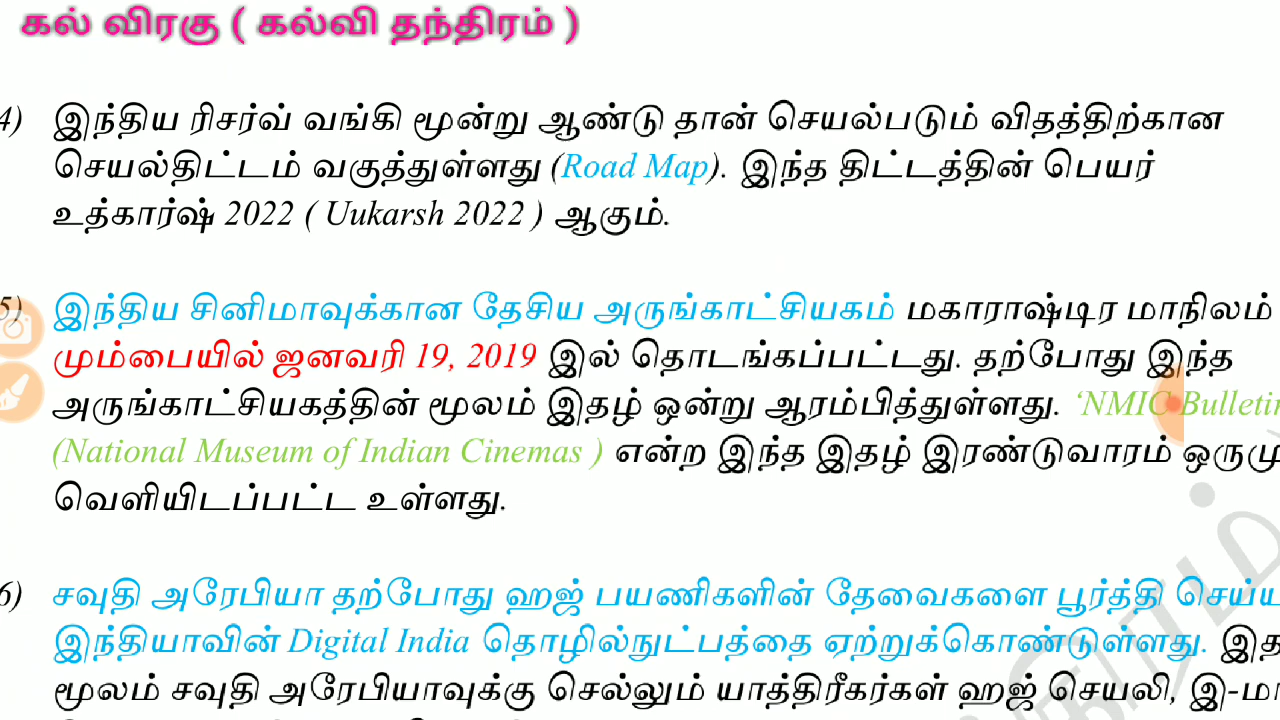 கல் விரகு ( கல்வி தந்திரம் )
4) இந்திய ரிசர்வ் வங்கி மூன்று ஆண்டு தான் செயல்படும் விதத்திற்கான
செயல்திட்டம் வகுத்துள்ளது (Road Map). இந்த திட்டத்தின் பெயர்
உத்கார்ஷ் 2022 ( Uukarsh 2022 ) ஆகும்.
5) இந்திய சினிமாவுக்கான தேசிய அருங்காட்சியகம் மகாராஷ்டிர மாநிலம்
மும்பையில் ஜனவரி 19, 2019 இல் தொடங்கப்பட்டது. தற்போது இந்த
அருங்காட்சியகத்தின் மூலம் இதழ் ஒன்று ஆரம்பித்துள்ளது. ‘NMIC Bulletin
(National Museum of Indian Cinemas ) என்ற இந்த இதழ் இரண்டுவாரம் ஒருமு
வெளியிடப்பட்ட உள்ளது.
6) சவுதி அரேபியா தற்போது ஹஜ் பயணிகளின் தேவைகளை பூர்த்தி செய்ய
இந்தியாவின் Digital India தொழில்நுட்பத்தை ஏற்றுக்கொண்டுள்ளது. இத
மூலம் சவுதி அரேபியாவுக்கு செல்லும் யாத்திரீகர்கள் ஹஜ் செயலி, இ-மா